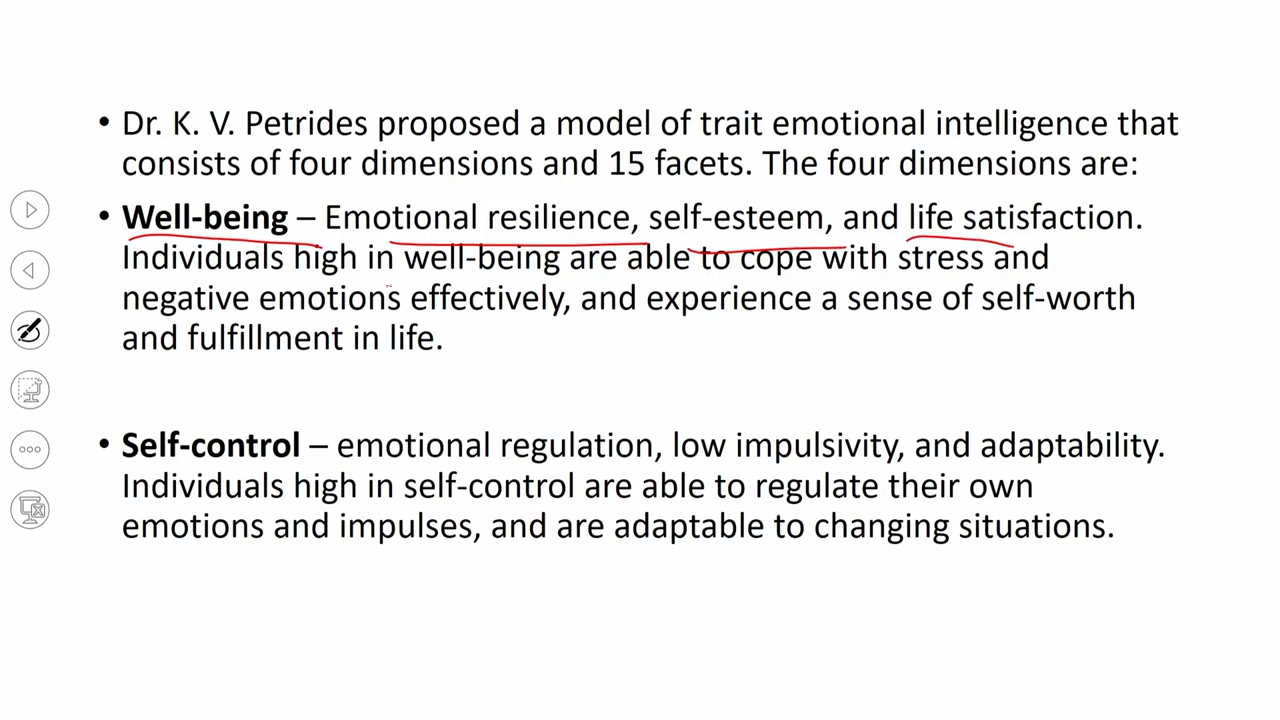 • Dr. K. V. Petrides proposed a model of trait emotional intelligence that
consists of four dimensions and 15 facets. The four dimensions are:
• Well-being – Emotional resilience, self-esteem, and life satisfaction.
Individuals high in well-being are able to cope with stress and
negative emotions effectively, and experience a sense of self-worth
and fulfillment in life.
• Self-control – emotional regulation, low impulsivity, and adaptability.
Individuals high in self-control are able to regulate their own
emotions and impulses, and are adaptable to changing situations.